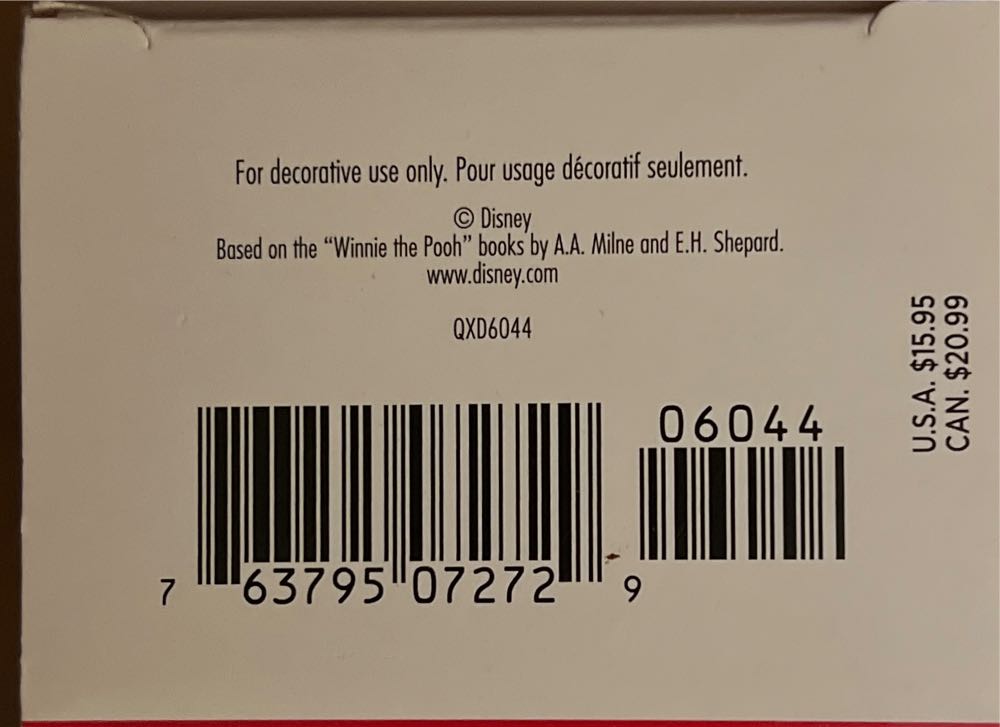 For decorative use only. Pour usage décoratif seulement.
© Disney
Based on the “Winnie the Pooh” books by A.A. Milne and E.H. Shepard.
www.disney.com
QXD6044
U.S.A. $15.95
CAN. $20.99
06044
7 63795 07272 9